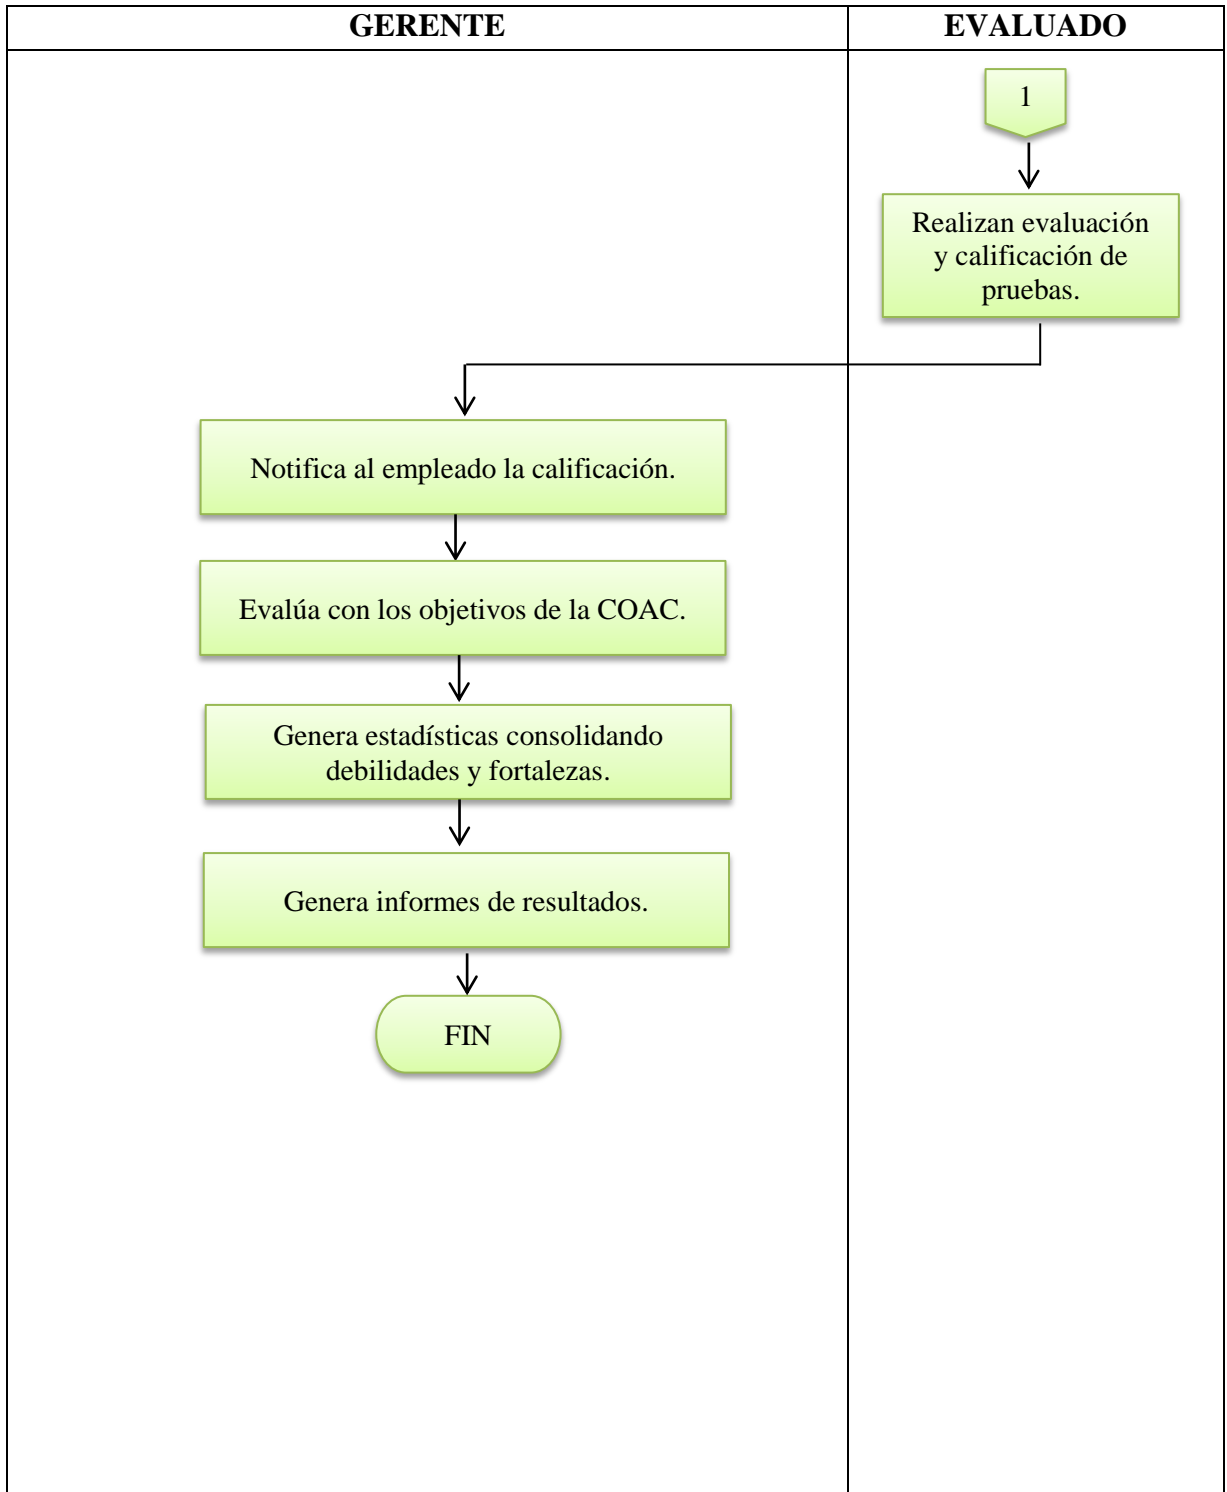 GERENTE
EVALUADO
1
Realizan evaluación
y calificación de
pruebas.
Notifica al empleado la calificación.
Evalúa con los objetivos de la COAC.
Genera estadísticas consolidando
debilidades y fortalezas.
Genera informes de resultados.
FIN